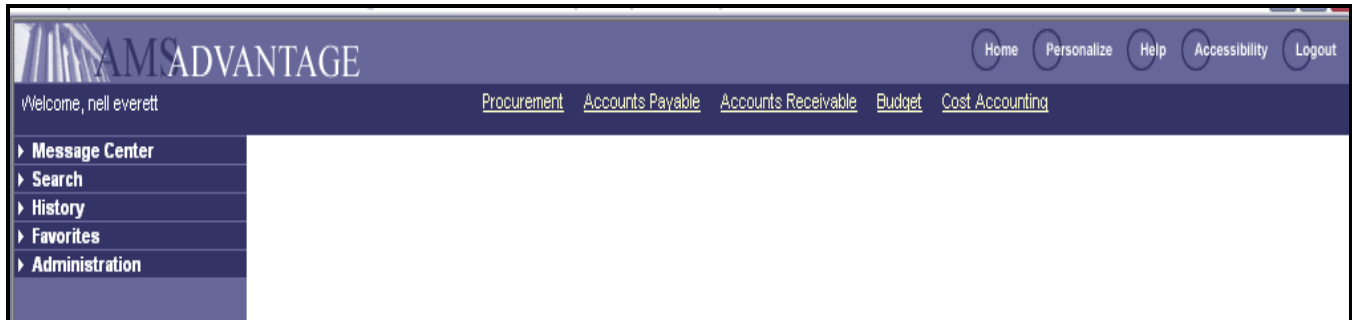 AMSADVANTAGE
Home Personalize Help Accessibility Logout
Welcome, nell everett
Procurement Accounts Payable Accounts Receivable Budget Cost Accounting
Message Center
Search
History
Favorites
Administration